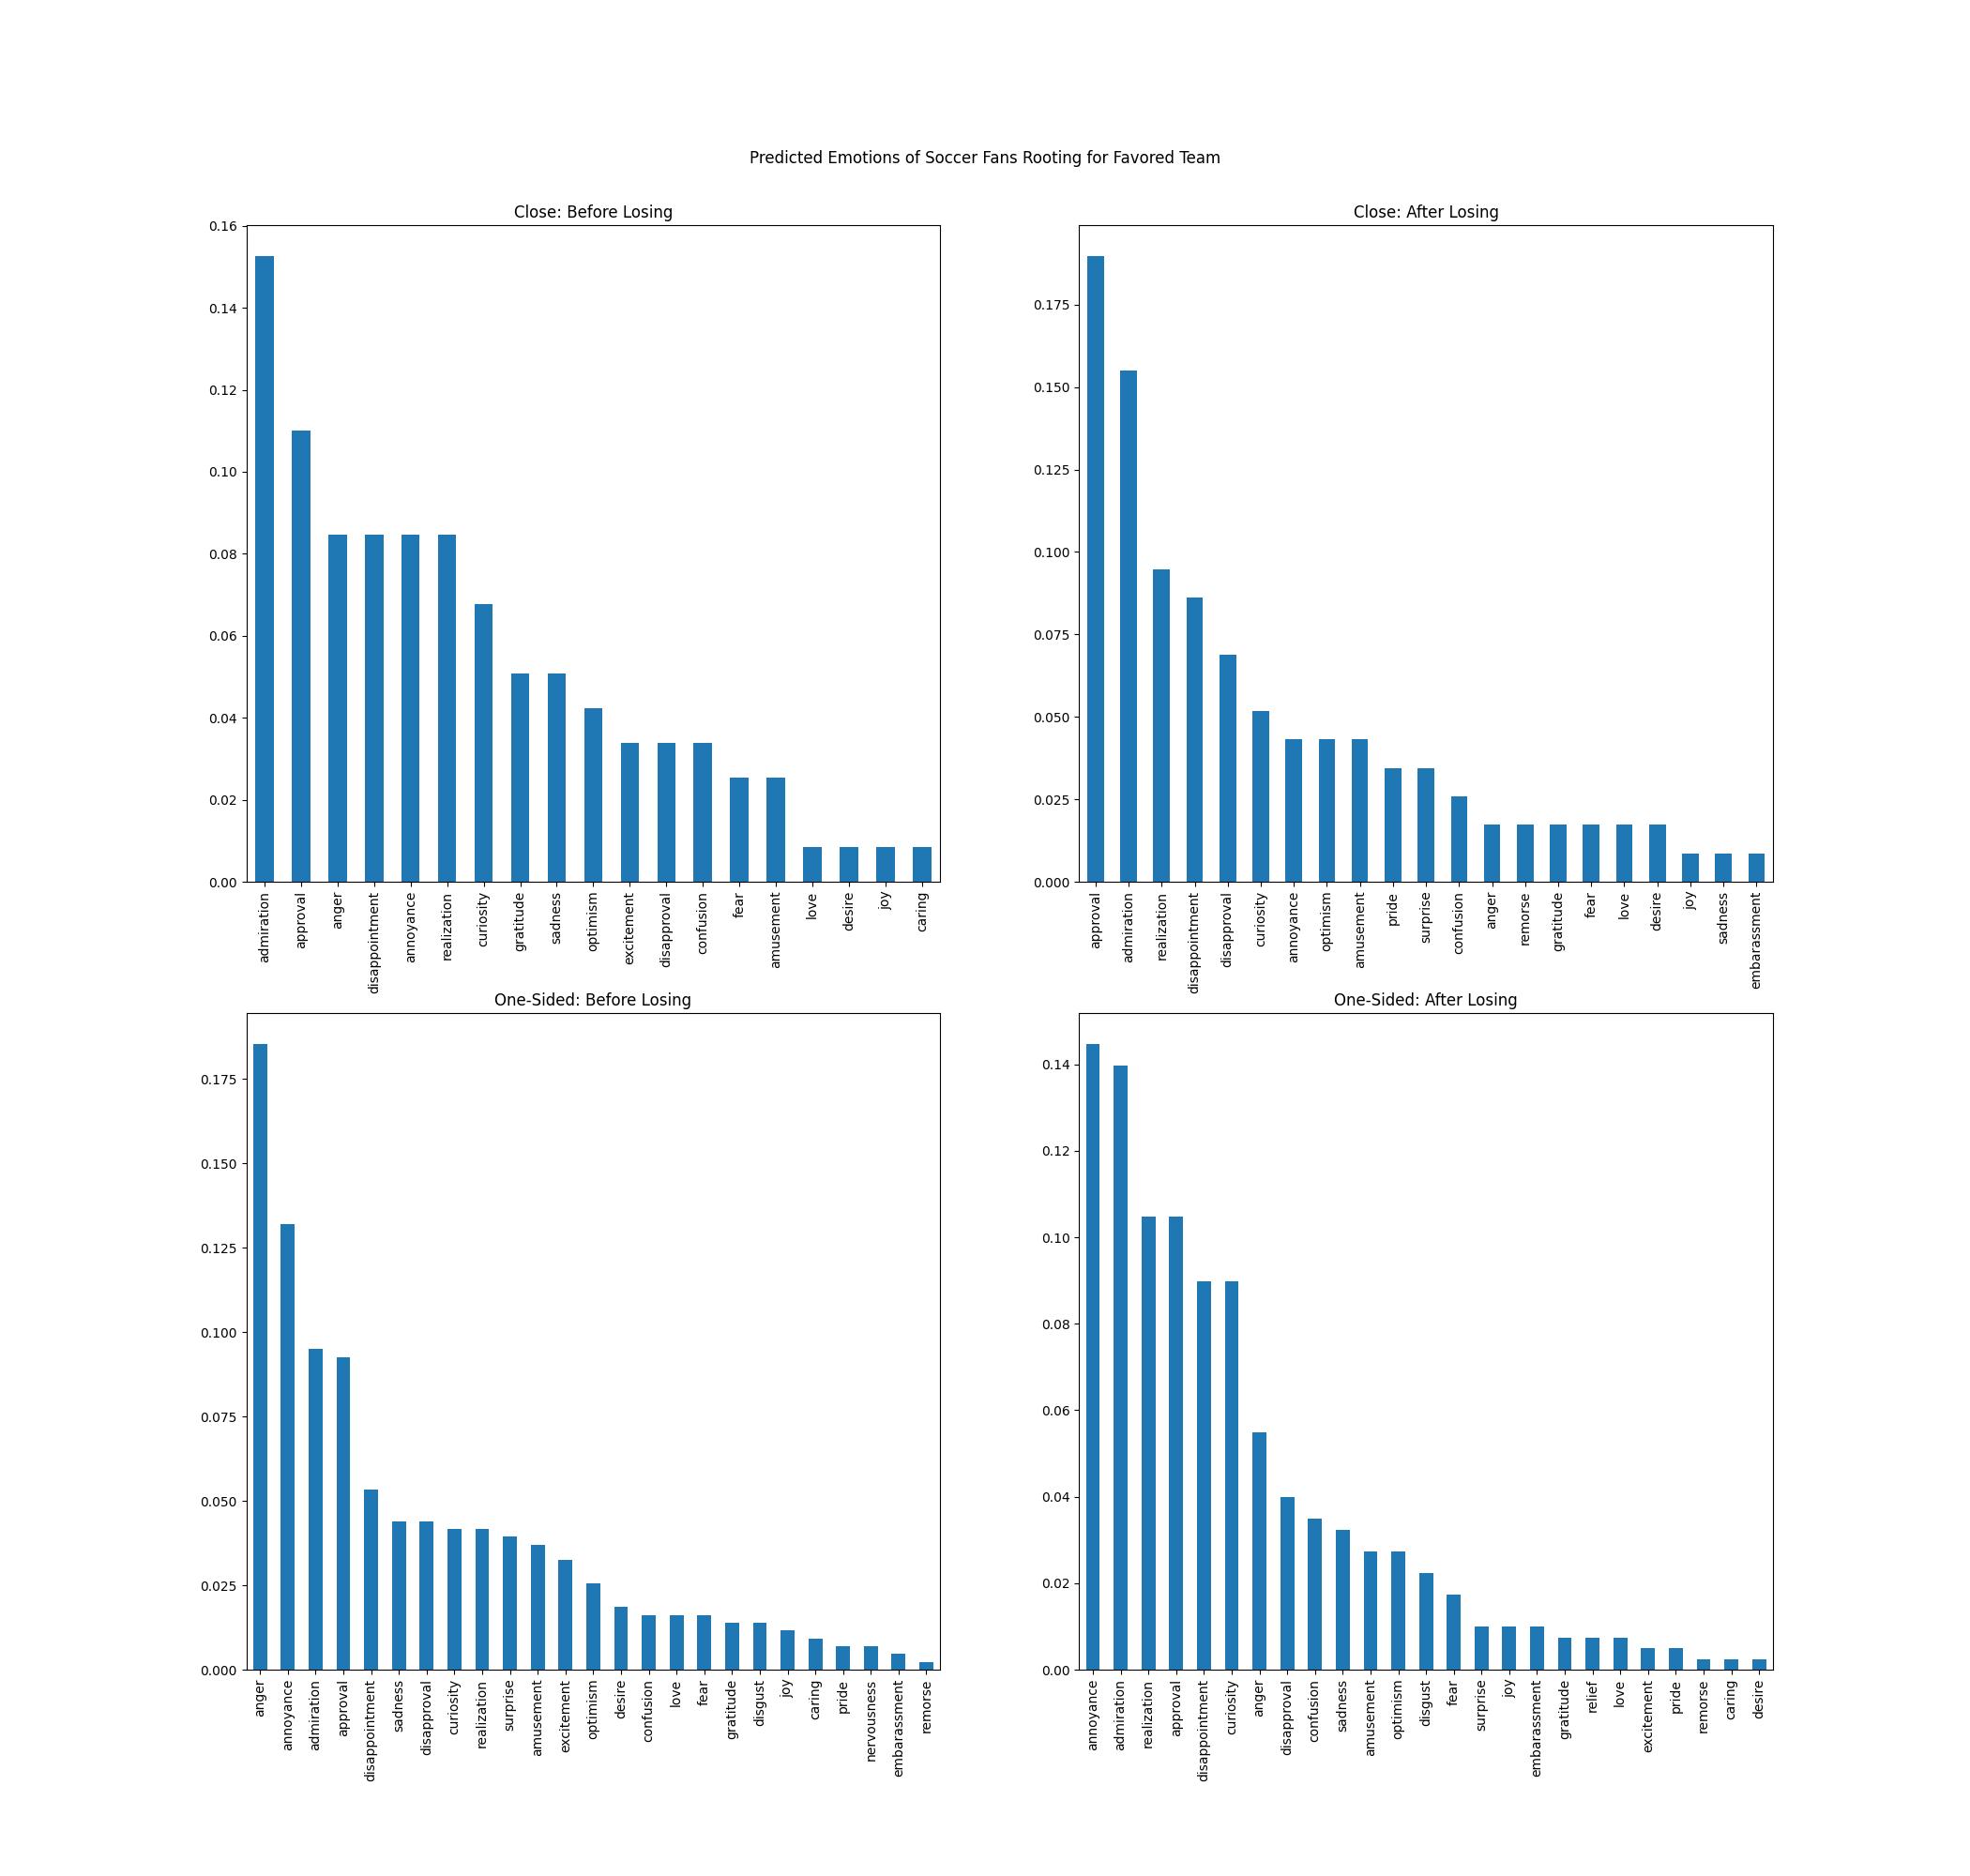 Predicted Emotions of Soccer Fans Rooting for Favored Team
Close: Before Losing
0.16
0.14
0.12
0.10
0.08
0.06
0.04
0.02
0.00
admiration
approval
anger
disappointment
annoyance
realization
curiosity
gratitude
sadness
optimism
excitement
disapproval
confusion
fear
amusement
love
desire
joy
caring
Close: After Losing
0.175
0.150
0.125
0.100
0.075
0.050
0.025
0.000
approval
admiration
realization
disappointment
disapproval
curiosity
annoyance
optimism
amusement
pride
surprise
confusion
anger
remorse
gratitude
fear
love
desire
joy
sadness
embarassment
One-Sided: Before Losing
0.175
0.150
0.125
0.100
0.075
0.050
0.025
0.000
anger
annoyance
admiration
approval
disappointment
sadness
disapproval
curiosity
realization
surprise
amusement
excitement
optimism
desire
confusion
love
fear
gratitude
disgust
joy
caring
pride
nervousness
embarassment
remorse
One-Sided: After Losing
0.14
0.12
0.10
0.08
0.06
0.04
0.02
0.00
annoyance
admiration
realization
approval
disappointment
curiosity
anger
disapproval
confusion
sadness
amusement
optimism
disgust
fear
surprise
joy
embarassment
gratitude
relief
love
excitement
pride
remorse
caring
desire